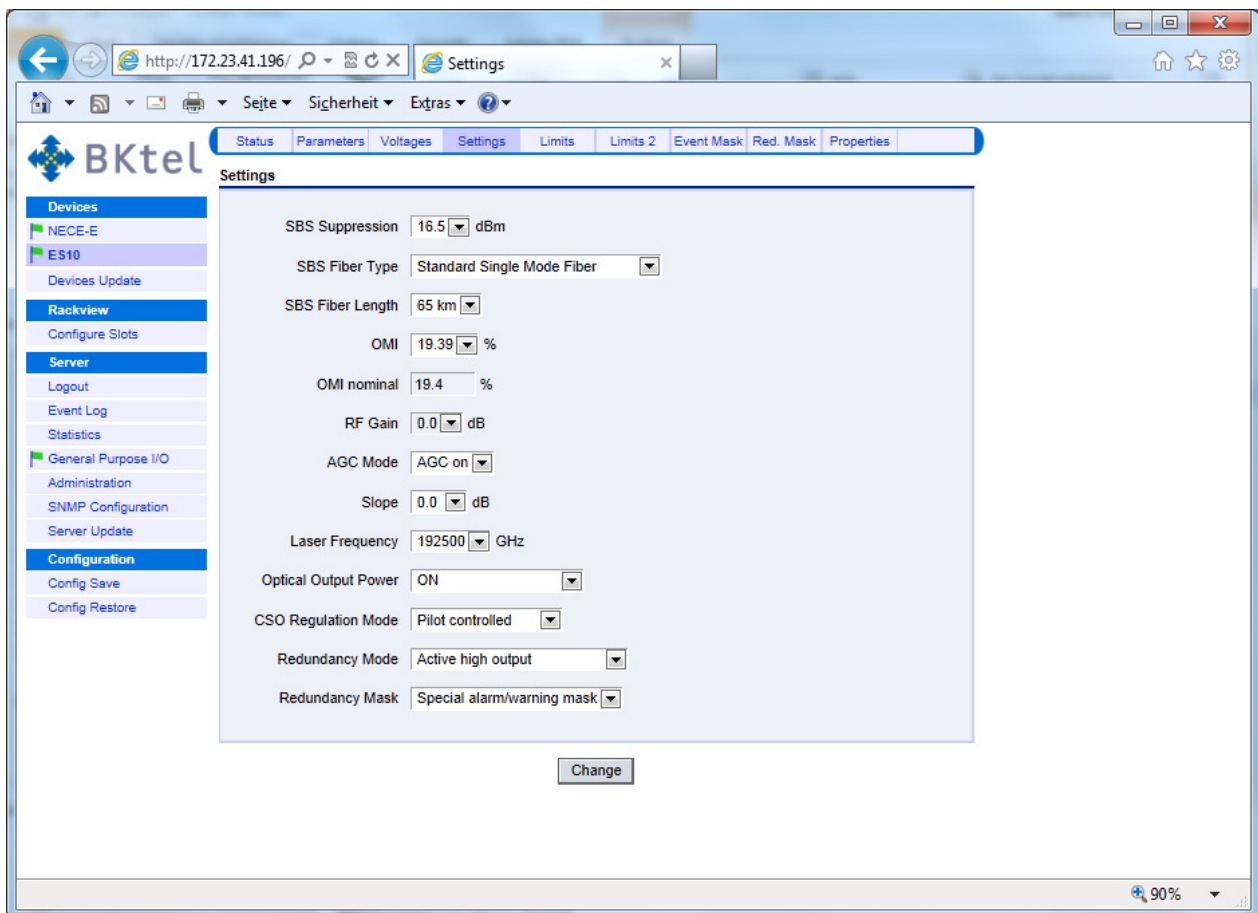 http://172.23.41.196/
Settings
Seite Sicherheit Extras
BKtel
Status Parameters Voltages Settings Limits Limits 2 Event Mask Red. Mask Properties
Settings
Devices
NECE-E
ES10
Devices Update
Rackview
Configure Slots
Server
Logout
Event Log
Statistics
General Purpose I/O
Administration
SNMP Configuration
Server Update
Configuration
Config Save
Config Restore
SBS Suppression 16.5 dBm
SBS Fiber Type Standard Single Mode Fiber
SBS Fiber Length 65 km
OMI 19.39 %
OMI nominal 19.4 %
RF Gain 0.0 dB
AGC Mode AGC on
Slope 0.0 dB
Laser Frequency 192500 GHz
Optical Output Power ON
CSO Regulation Mode Pilot controlled
Redundancy Mode Active high output
Redundancy Mask Special alarm/warning mask
Change
90%